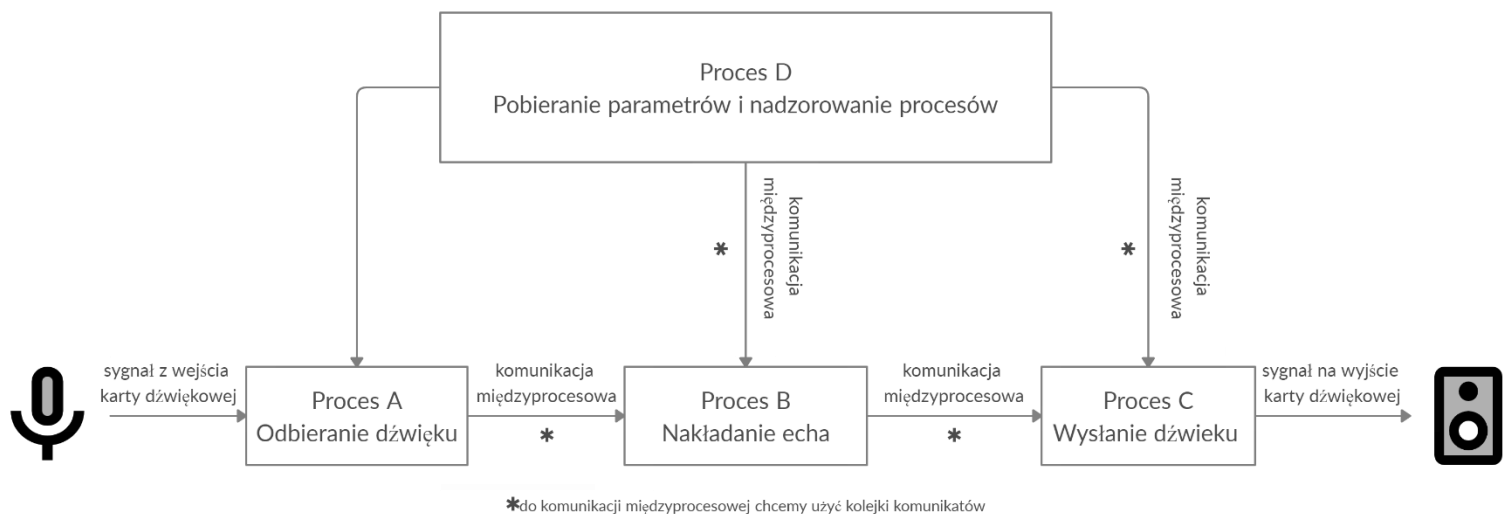 Proces D
Pobieranie parametrów i nadzorowanie procesów
komunikacja
międzyprocesowa
*
komunikacja
międzyprocesowa
*
sygnał z wejścia
karty dźwiękowej
Proces A
Odbieranie dźwięku
komunikacja
międzyprocesowa
*
Proces B
Nakładanie echa
komunikacja
międzyprocesowa
*
Proces C
Wysłanie dźwieku
sygnał na wyjście
karty dźwiękowej
*do komunikacji międzyprocesowej chcemy użyć kolejki komunikatów